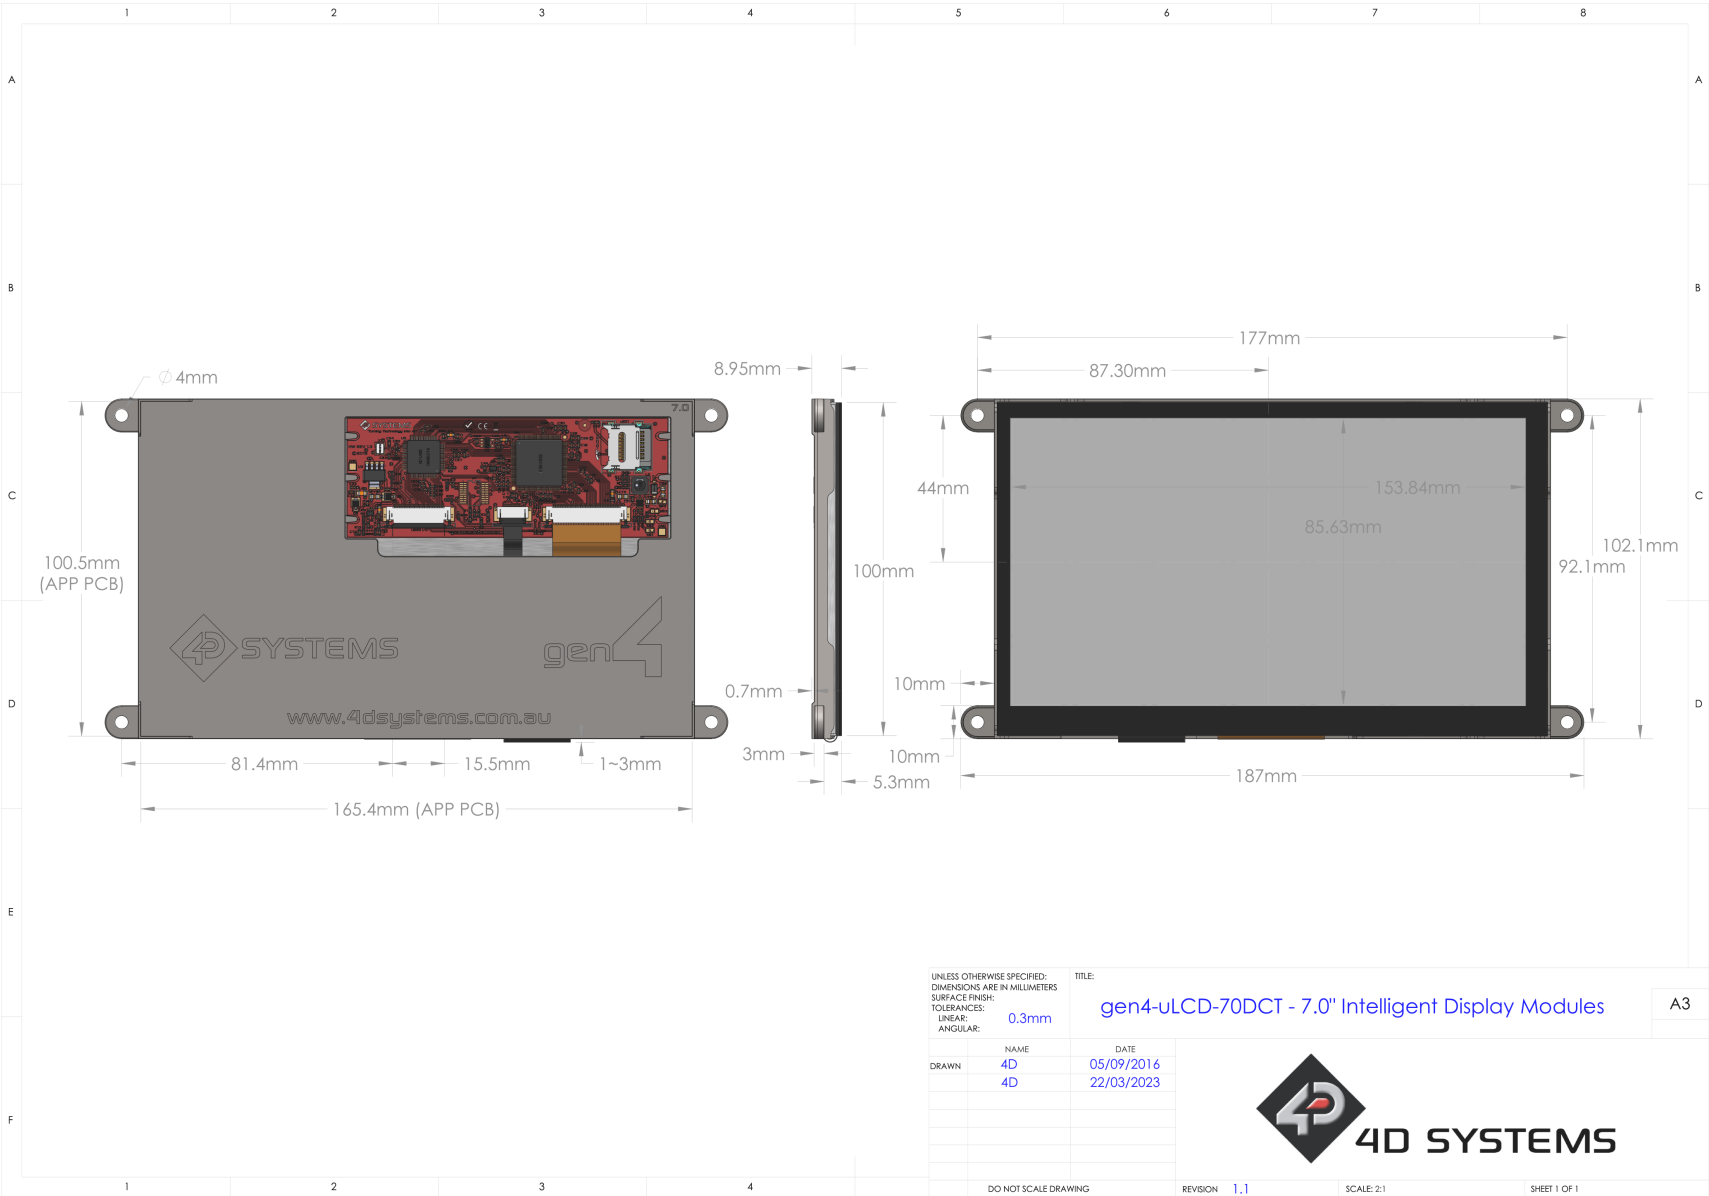 1 2 3 4 5 6 7 8
A A
B B
C C
D D
E
F
⌀ 4mm
7.0
100.5mm
(APP PCB)
4D SYSTEMS
gen4
www.4dsystems.com.au
81.4mm
15.5mm
1~3mm
165.4mm (APP PCB)
8.95mm
100mm
0.7mm
3mm
5.3mm
177mm
87.30mm
44mm
153.84mm
85.63mm
102.1mm
92.1mm
10mm
10mm
187mm
UNLESS OTHERWISE SPECIFIED:
DIMENSIONS ARE IN MILLIMETERS
SURFACE FINISH:
TOLERANCES:
LINEAR: 0.3mm
ANGULAR:
TITLE:
gen4-uLCD-70DCT - 7.0" Intelligent Display Modules
A3
NAME DATE
DRAWN 4D 05/09/2016
4D 22/03/2023
4D SYSTEMS
DO NOT SCALE DRAWING
REVISION 1.1
SCALE: 2:1
SHEET 1 OF 1
1 2 3 4